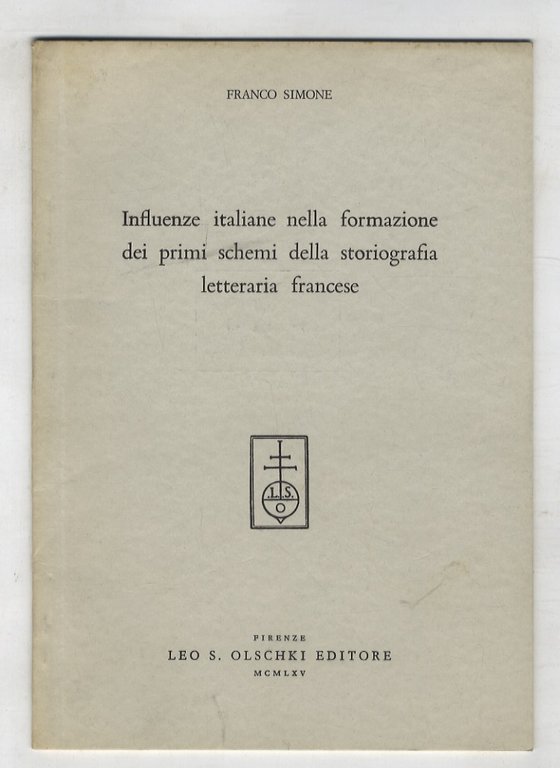 FRANCO SIMONE
Influenze italiane nella formazione
dei primi schemi della storiografia
letteraria francese
.L.S.
O
FIRENZE
LEO S. OLSCHKI EDITORE
MCMLXV